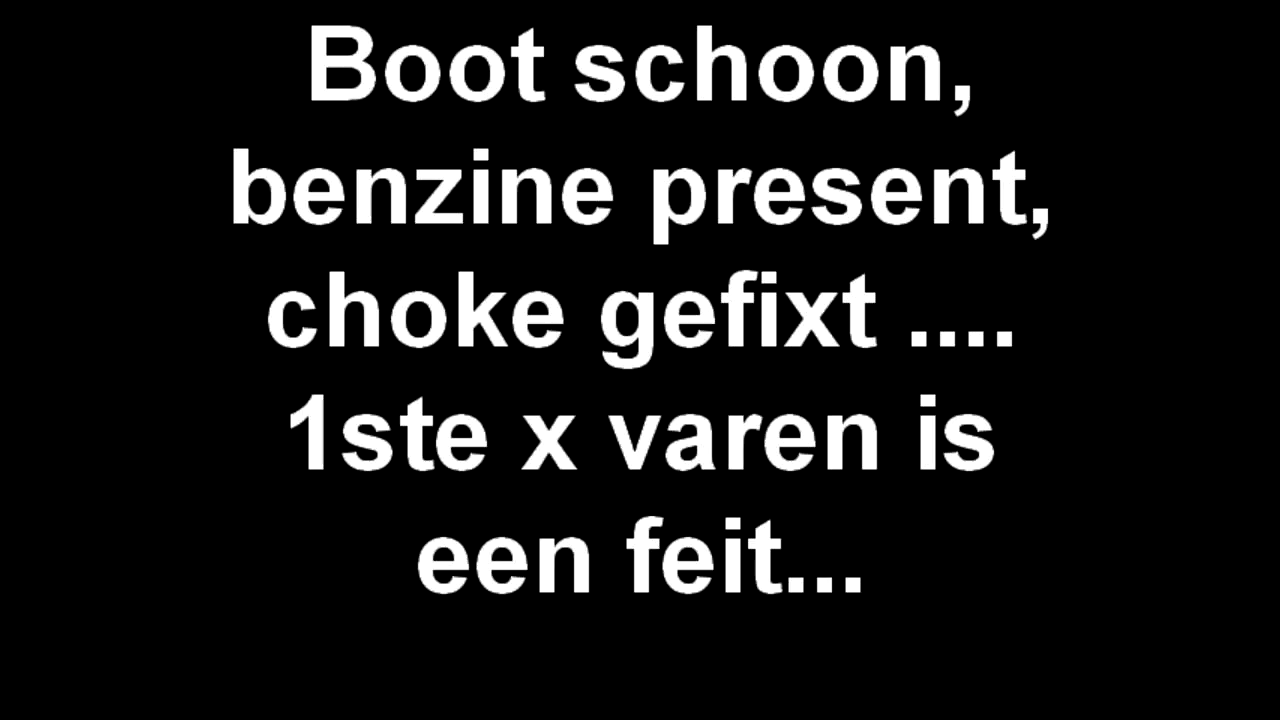 Boot schoon,
benzine present,
choke gefixt ....
1ste x varen is
een feit...